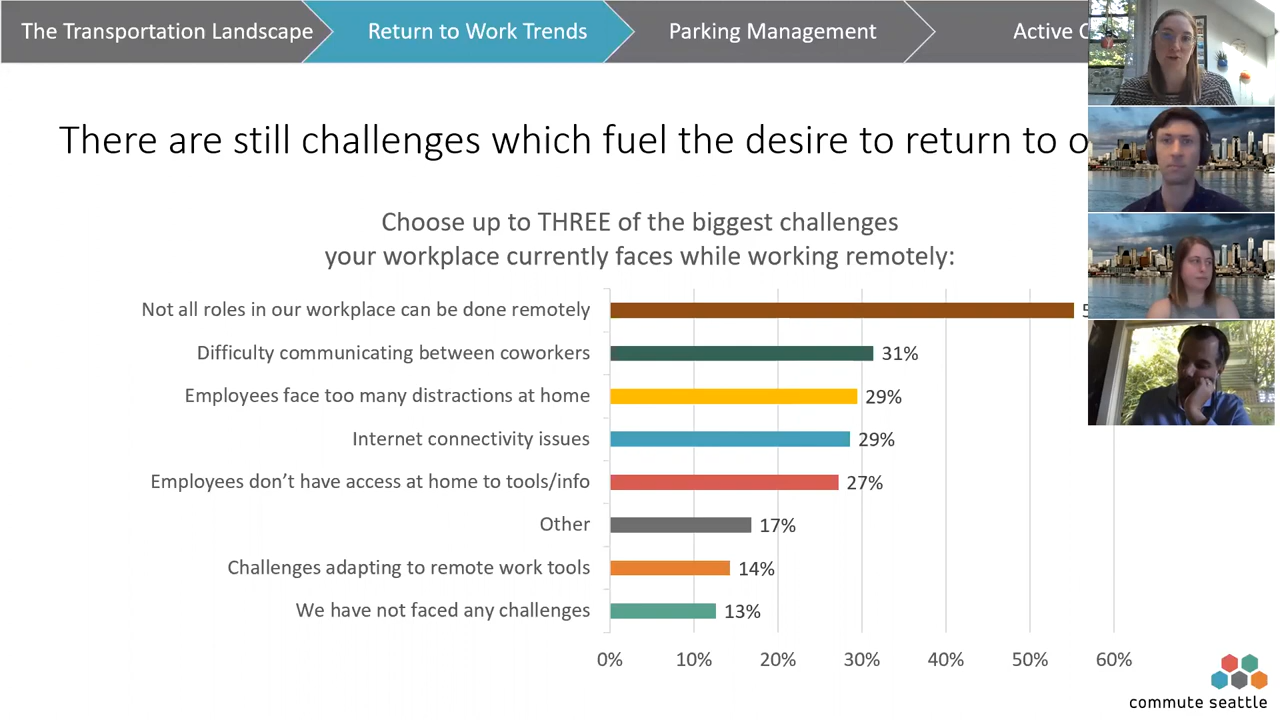 The Transportation Landscape
Return to Work Trends
Parking Management
Active
There are still challenges which fuel the desire to return to
Choose up to THREE of the biggest challenges
your workplace currently faces while working remotely:
Not all roles in our workplace can be done remotely
Difficulty communicating between coworkers 31%
Employees face too many distractions at home 29%
Internet connectivity issues 29%
Employees don’t have access at home to tools/info 27%
Other 17%
Challenges adapting to remote work tools 14%
We have not faced any challenges 13%
0% 10% 20% 30% 40% 50% 60%
commute seattle